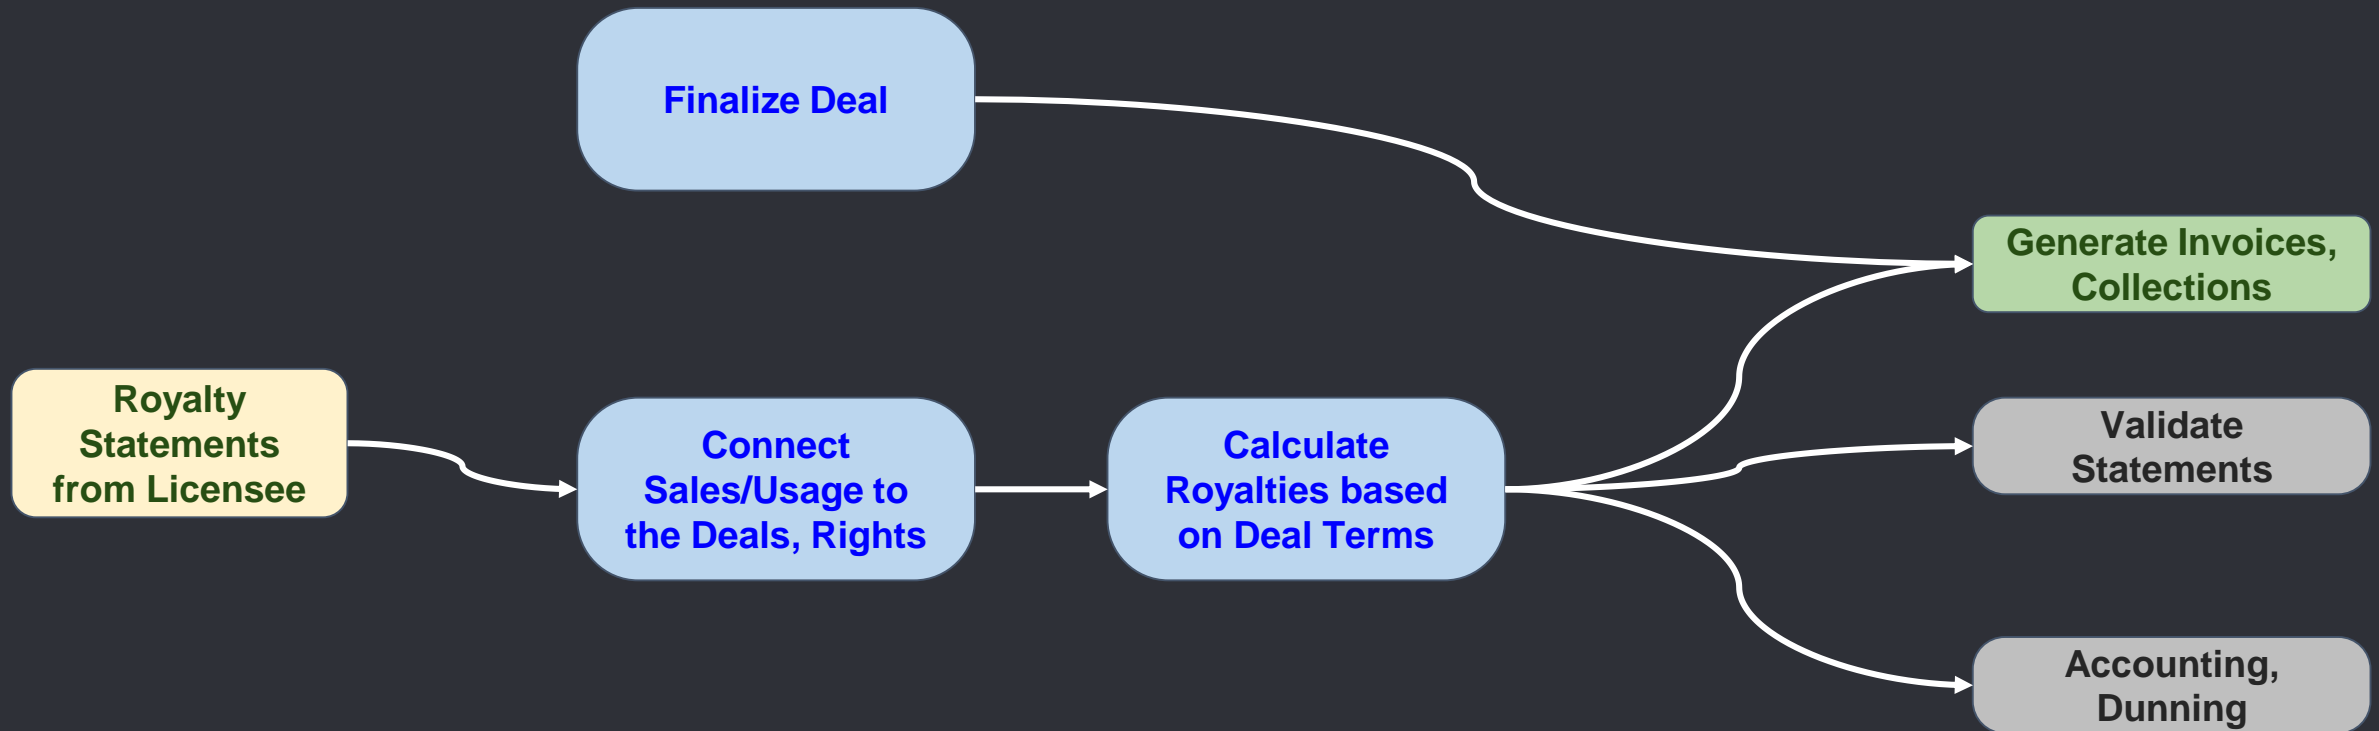 Finalize Deal
Generate Invoices,
Collections
Royalty
Statements
from Licensee
Connect
Sales/Usage to
the Deals, Rights
Calculate
Royalties based
on Deal Terms
Validate
Statements
Accounting,
Dunning